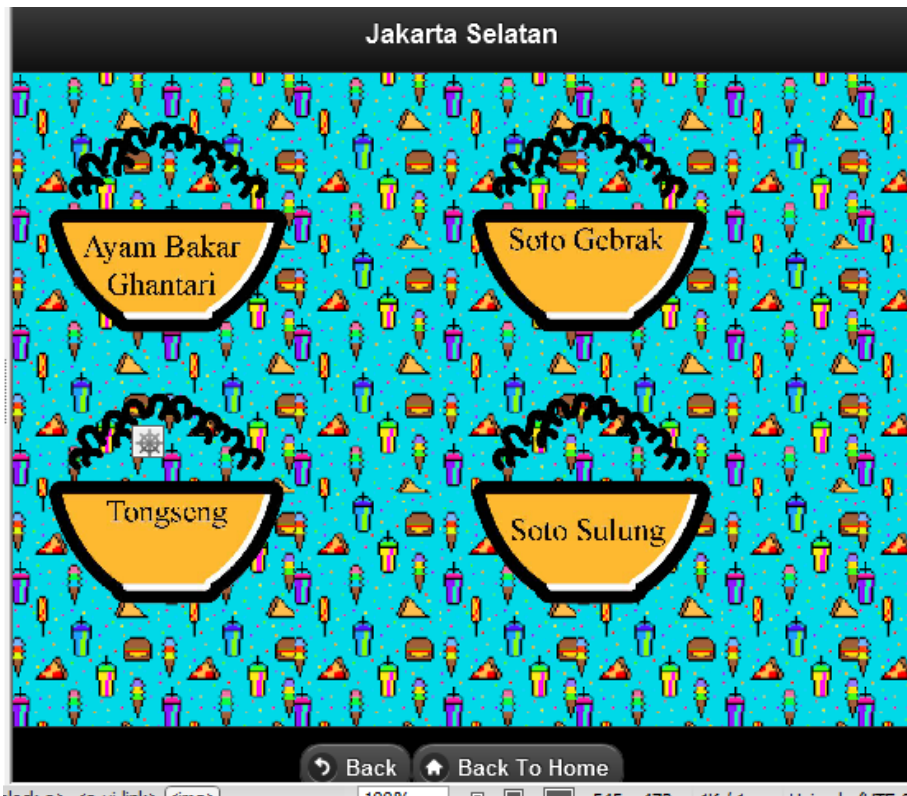 Jakarta Selatan
Ayam Bakar
Ghantari
Soto Gebrak
Tongseng
Soto Sulung
Back
Back To Home